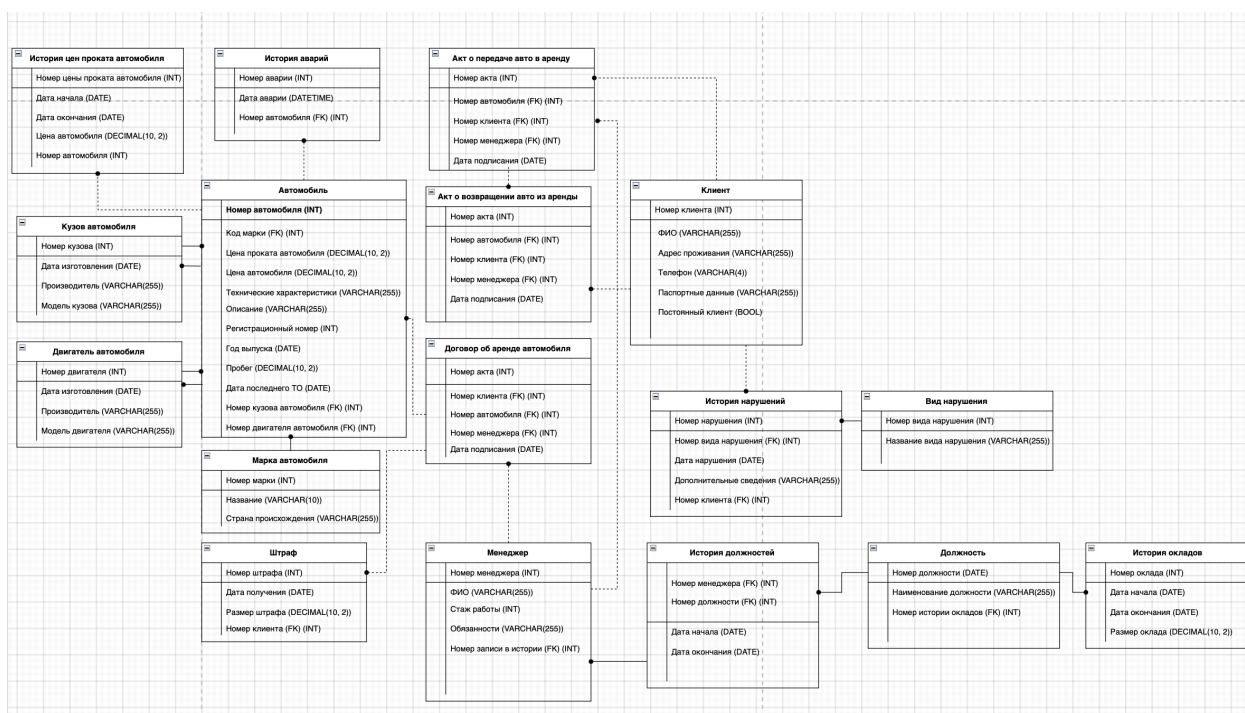 История цен проката автомобиля
Номер цены проката автомобиля (INT)
Дата начала (DATE)
Дата окончания (DATE)
Цена автомобиля (DECIMAL(10, 2))
Номер автомобиля (INT)
История аварий
Номер аварии (INT)
Дата аварии (DATETIME)
Номер автомобиля (FK) (INT)
Акт о передаче авто в аренду
Номер акта (INT)
Номер автомобиля (FK) (INT)
Номер клиента (FK) (INT)
Номер менеджера (FK) (INT)
Дата подписания (DATE)
Кузов автомобиля
Номер кузова (INT)
Дата изготовления (DATE)
Производитель (VARCHAR(255))
Модель кузова (VARCHAR(255))
Автомобиль
Номер автомобиля (INT)
Код марки (FK) (INT)
Цена проката автомобиля (DECIMAL(10, 2))
Цена автомобиля (DECIMAL(10, 2))
Технические характеристики (VARCHAR(255))
Описание (VARCHAR(255))
Регистрационный номер (INT)
Год выпуска (DATE)
Пробег (DECIMAL(10, 2))
Дата последнего ТО (DATE)
Номер кузова автомобиля (FK) (INT)
Номер двигателя автомобиля (FK) (INT)
Акт о возвращении авто из аренды
Номер акта (INT)
Номер автомобиля (FK) (INT)
Номер клиента (FK) (INT)
Номер менеджера (FK) (INT)
Дата подписания (DATE)
Клиент
Номер клиента (INT)
ФИО (VARCHAR(255))
Адрес проживания (VARCHAR(255))
Телефон (VARCHAR(4))
Паспортные данные (VARCHAR(255))
Постоянный клиент (BOOL)
Двигатель автомобиля
Номер двигателя (INT)
Дата изготовления (DATE)
Производитель (VARCHAR(255))
Модель двигателя (VARCHAR(255))
Договор об аренде автомобиля
Номер акта (INT)
Номер клиента (FK) (INT)
Номер автомобиля (FK) (INT)
Номер менеджера (FK) (INT)
Дата подписания (DATE)
История нарушений
Номер нарушения (INT)
Номер вида нарушения (FK) (INT)
Дата нарушения (DATE)
Дополнительные сведения (VARCHAR(255))
Номер клиента (FK) (INT)
Вид нарушения
Номер вида нарушения (INT)
Название вида нарушения (VARCHAR(255))
Марка автомобиля
Номер марки (INT)
Название (VARCHAR(10))
Страна происхождения (VARCHAR(255))
Штраф
Номер штрафа (INT)
Дата получения (DATE)
Размер штрафа (DECIMAL(10, 2))
Номер клиента (FK) (INT)
Менеджер
Номер менеджера (INT)
ФИО (VARCHAR(255))
Стаж работы (INT)
Обязанности (VARCHAR(255))
Номер записи в истории (FK) (INT)
История должностей
Номер менеджера (FK) (INT)
Номер должности (FK) (INT)
Дата начала (DATE)
Дата окончания (DATE)
Должность
Номер должности (DATE)
Наименование должности (VARCHAR(255))
Номер истории окладов (FK) (INT)
История окладов
Номер оклада (INT)
Дата начала (DATE)
Дата окончания (DATE)
Размер оклада (DECIMAL(10, 2))